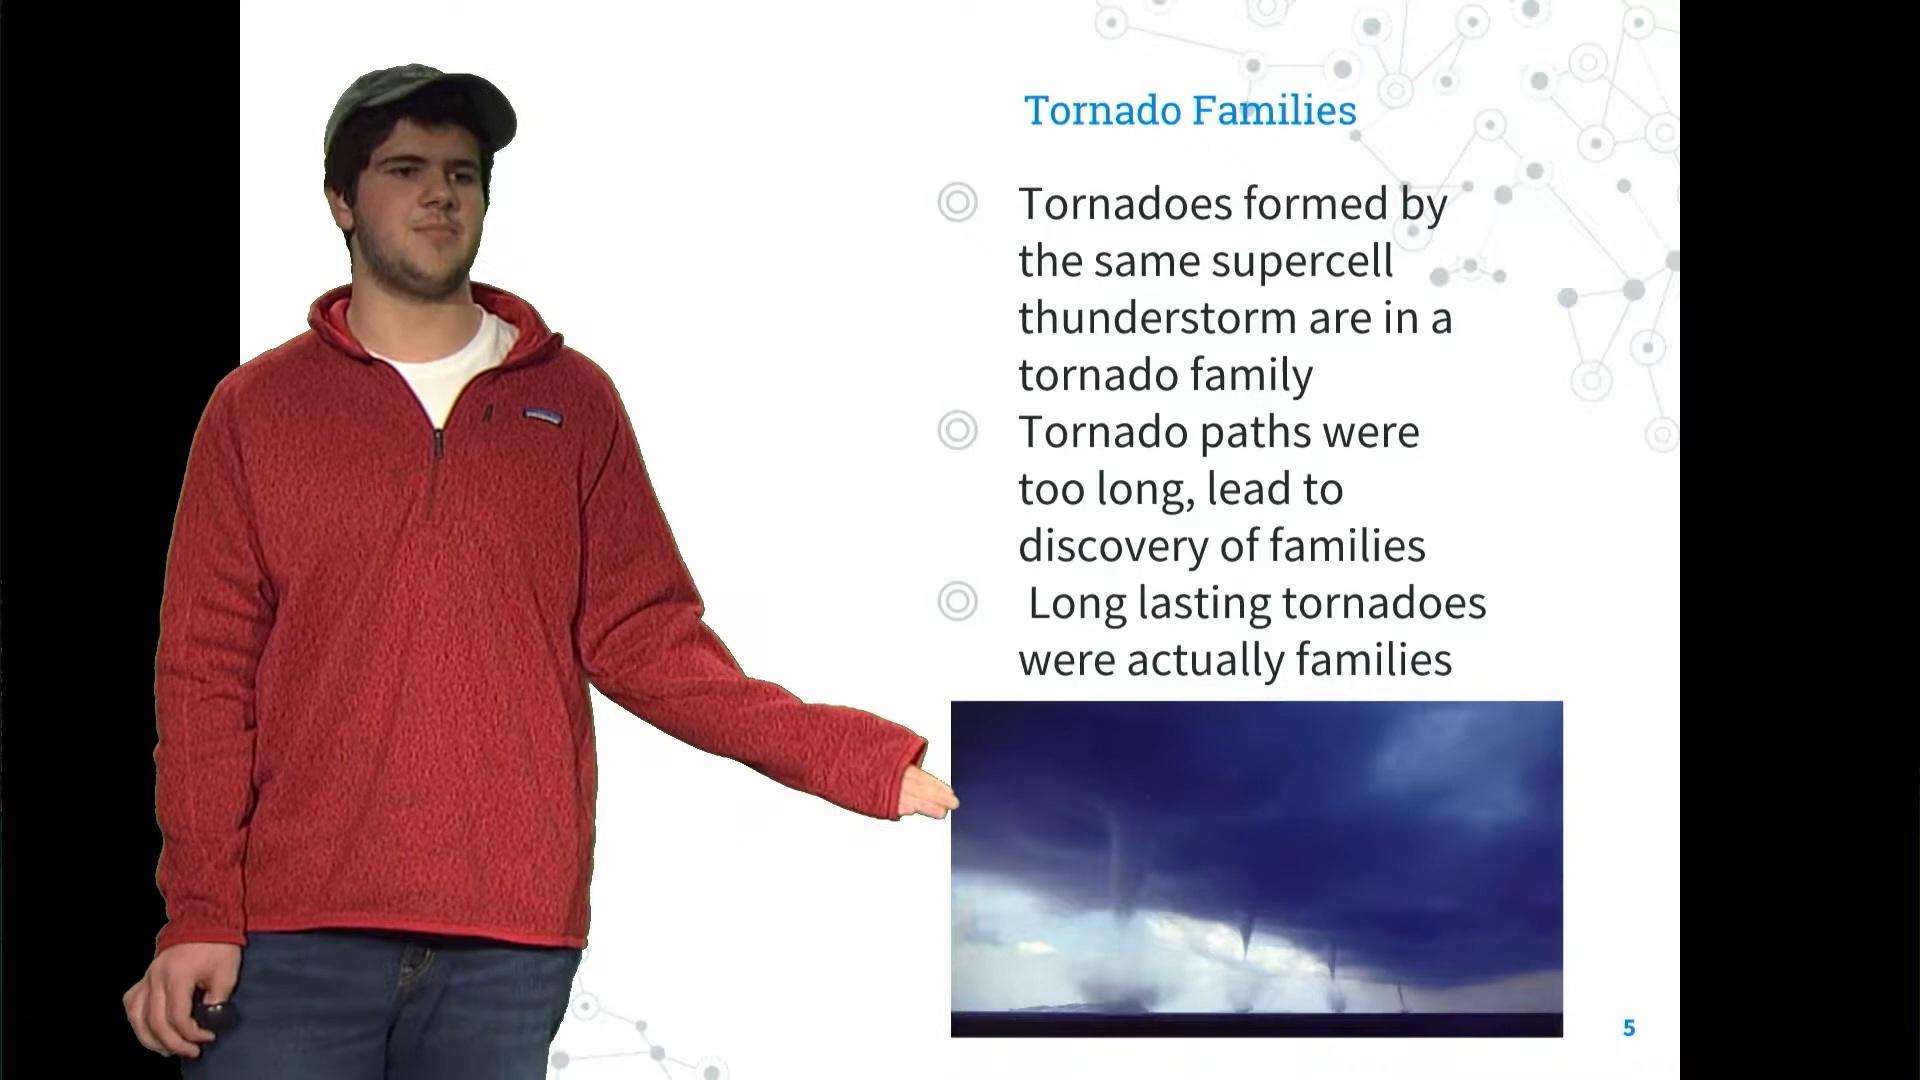 Tornado Families
Tornadoes formed by
the same supercell
thunderstorm are in a
tornado family
Tornado paths were
too long, lead to
discovery of families
Long lasting tornadoes
were actually families
5